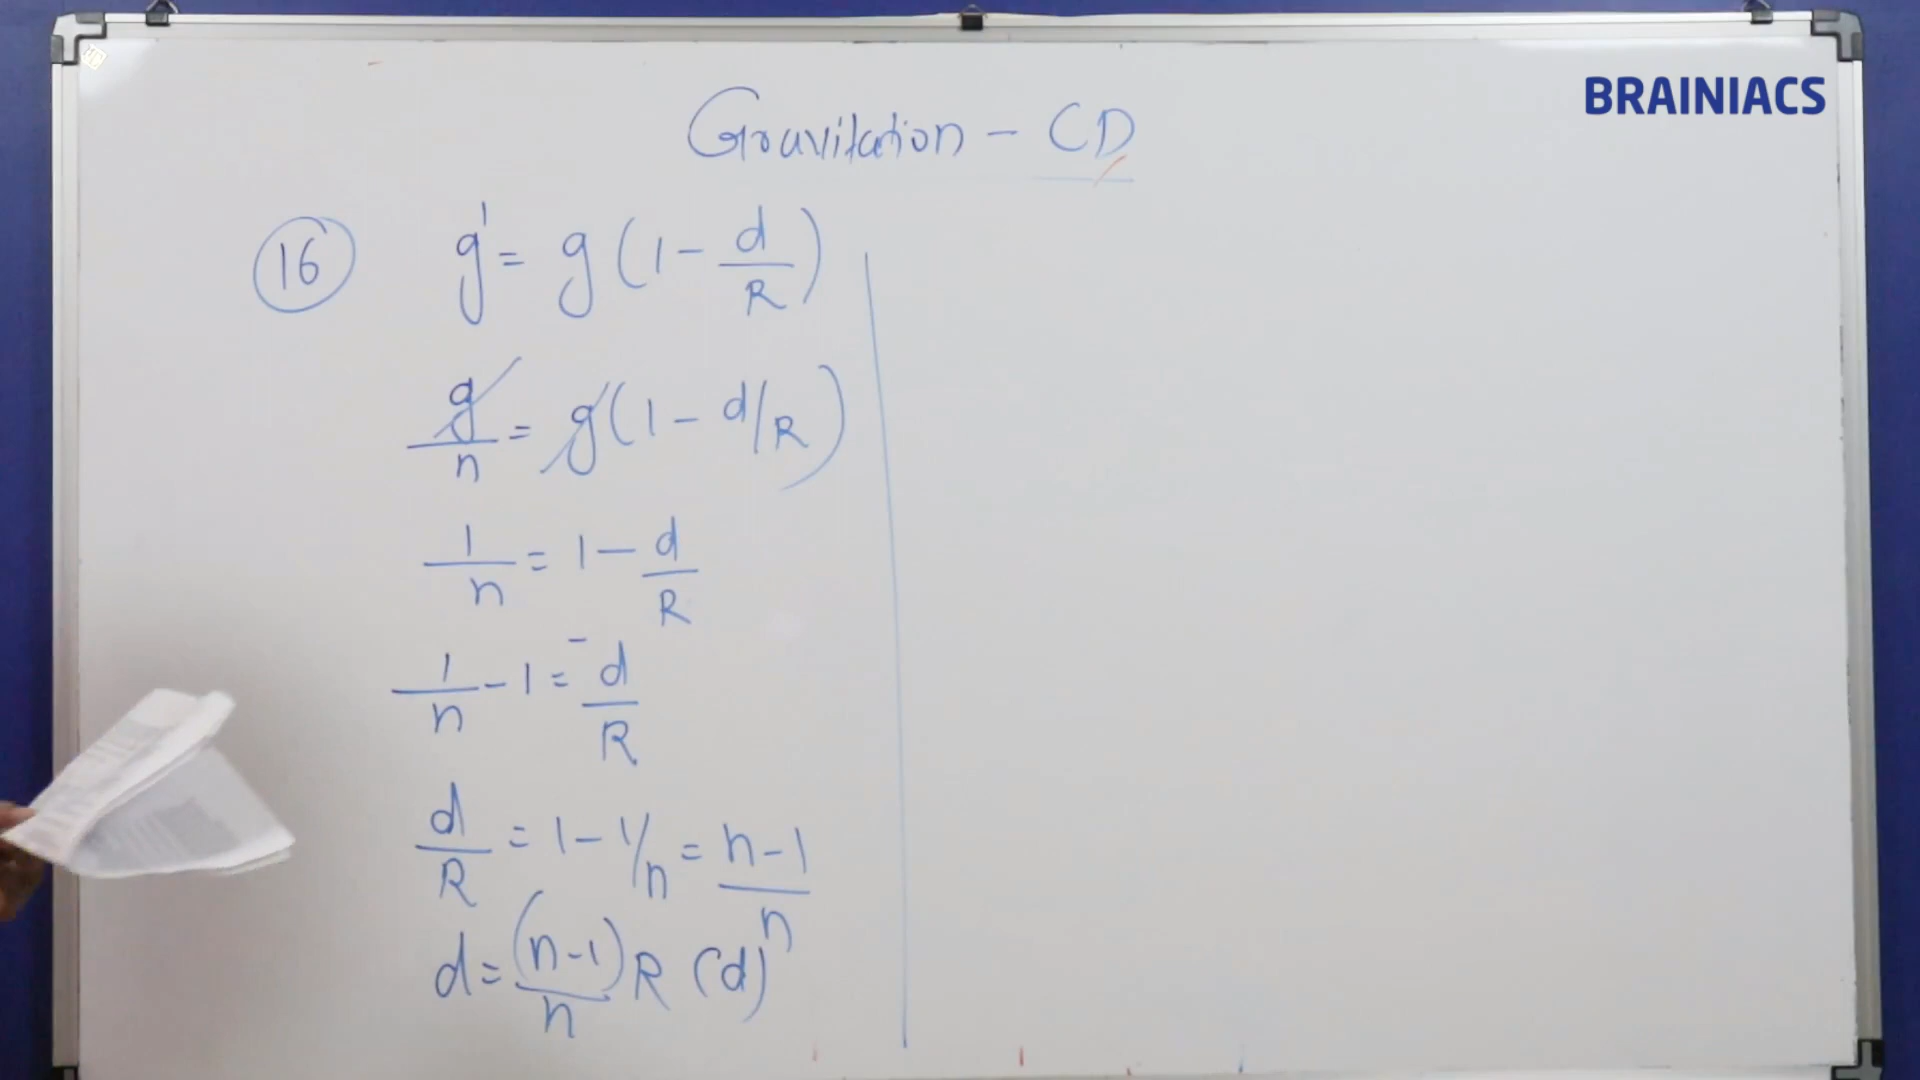 BRAINIACS
Gravitation - CD
16
g' = g (1 - d/R)
g/n = g (1 - d/R)
1/n = 1 - d/R
1/n - 1 = -d/R
d/R = 1 - 1/n = n-1/n
d = (n-1)/n R (d)